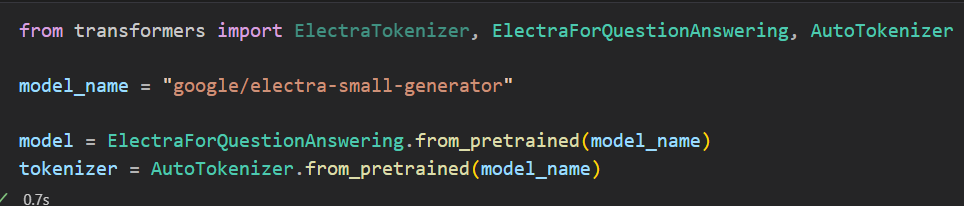 from transformers import ElectraTokenizer, ElectraForQuestionAnswering, AutoTokenizer
model_name = "google/electra-small-generator"
model = ElectraForQuestionAnswering.from_pretrained(model_name)
tokenizer = AutoTokenizer.from_pretrained(model_name)
✓ 0.7s